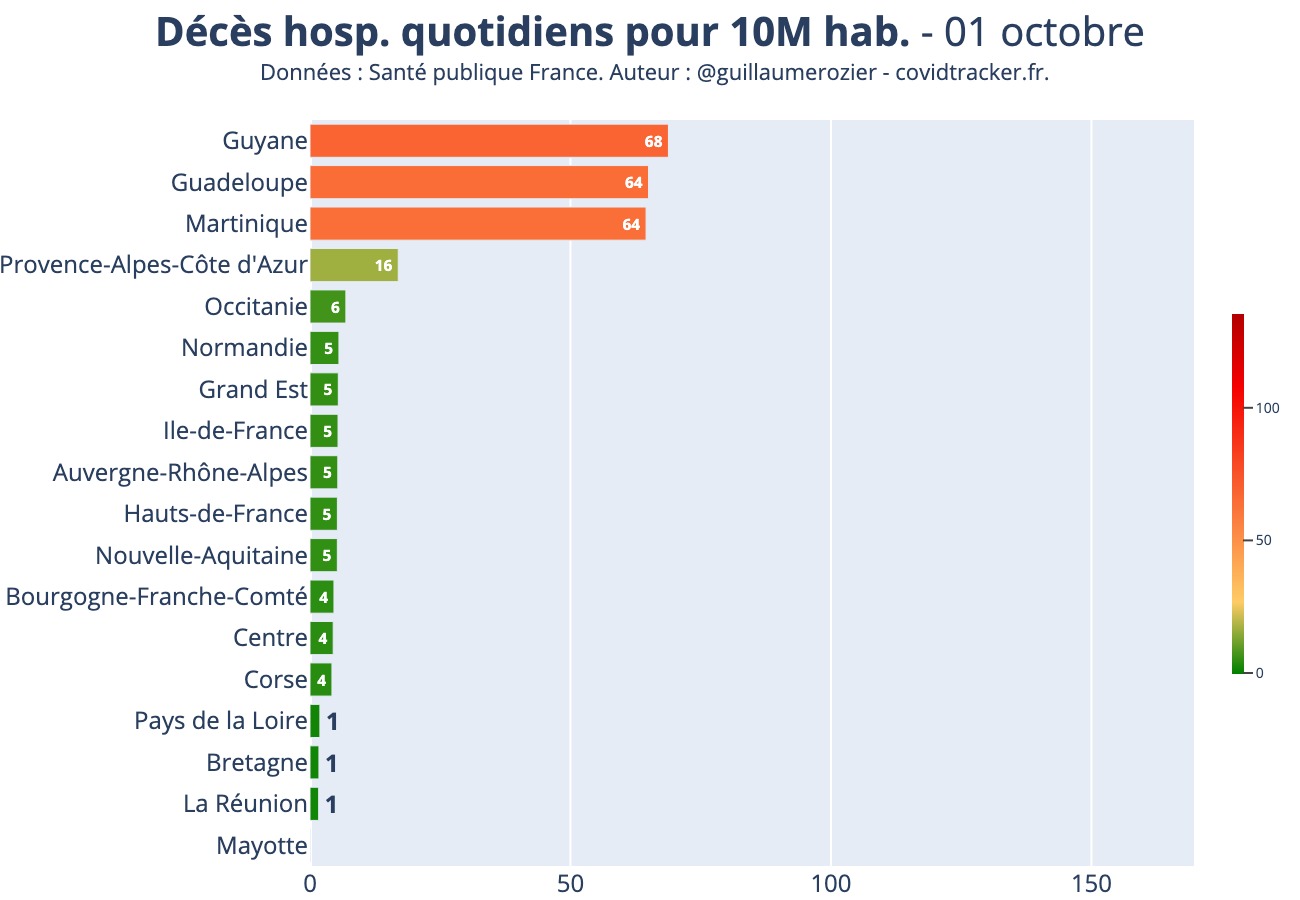 Décès hosp. quotidiens pour 10M hab. - 01 octobre
Données : Santé publique France. Auteur : @guillaumerozier - covidtracker.fr.
Guyane 68
Guadeloupe 64
Martinique 64
Provence-Alpes-Côte d'Azur 16
Occitanie 6
Normandie 5
Grand Est 5
Ile-de-France 5
Auvergne-Rhône-Alpes 5
Hauts-de-France 5
Nouvelle-Aquitaine 5
Bourgogne-Franche-Comté 4
Centre 4
Corse 4
Pays de la Loire 1
Bretagne 1
La Réunion 1
Mayotte
0 50 100 150
100
50
0